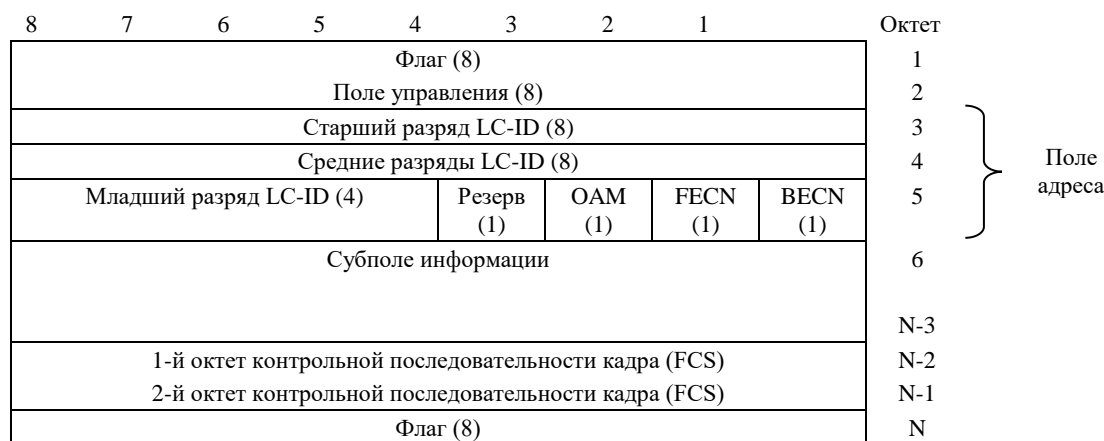 8 7 6 5 4 3 2 1 Октет
Флаг (8) 1
Поле управления (8) 2
Старший разряд LC-ID (8) 3
Средние разряды LC-ID (8) 4
Поле
адреса
Младший разряд LC-ID (4) Резерв OAM FECN BECN 5
(1) (1) (1) (1)
Субполе информации 6
N-3
1-й октет контрольной последовательности кадра (FCS) N-2
2-й октет контрольной последовательности кадра (FCS) N-1
Флаг (8) N